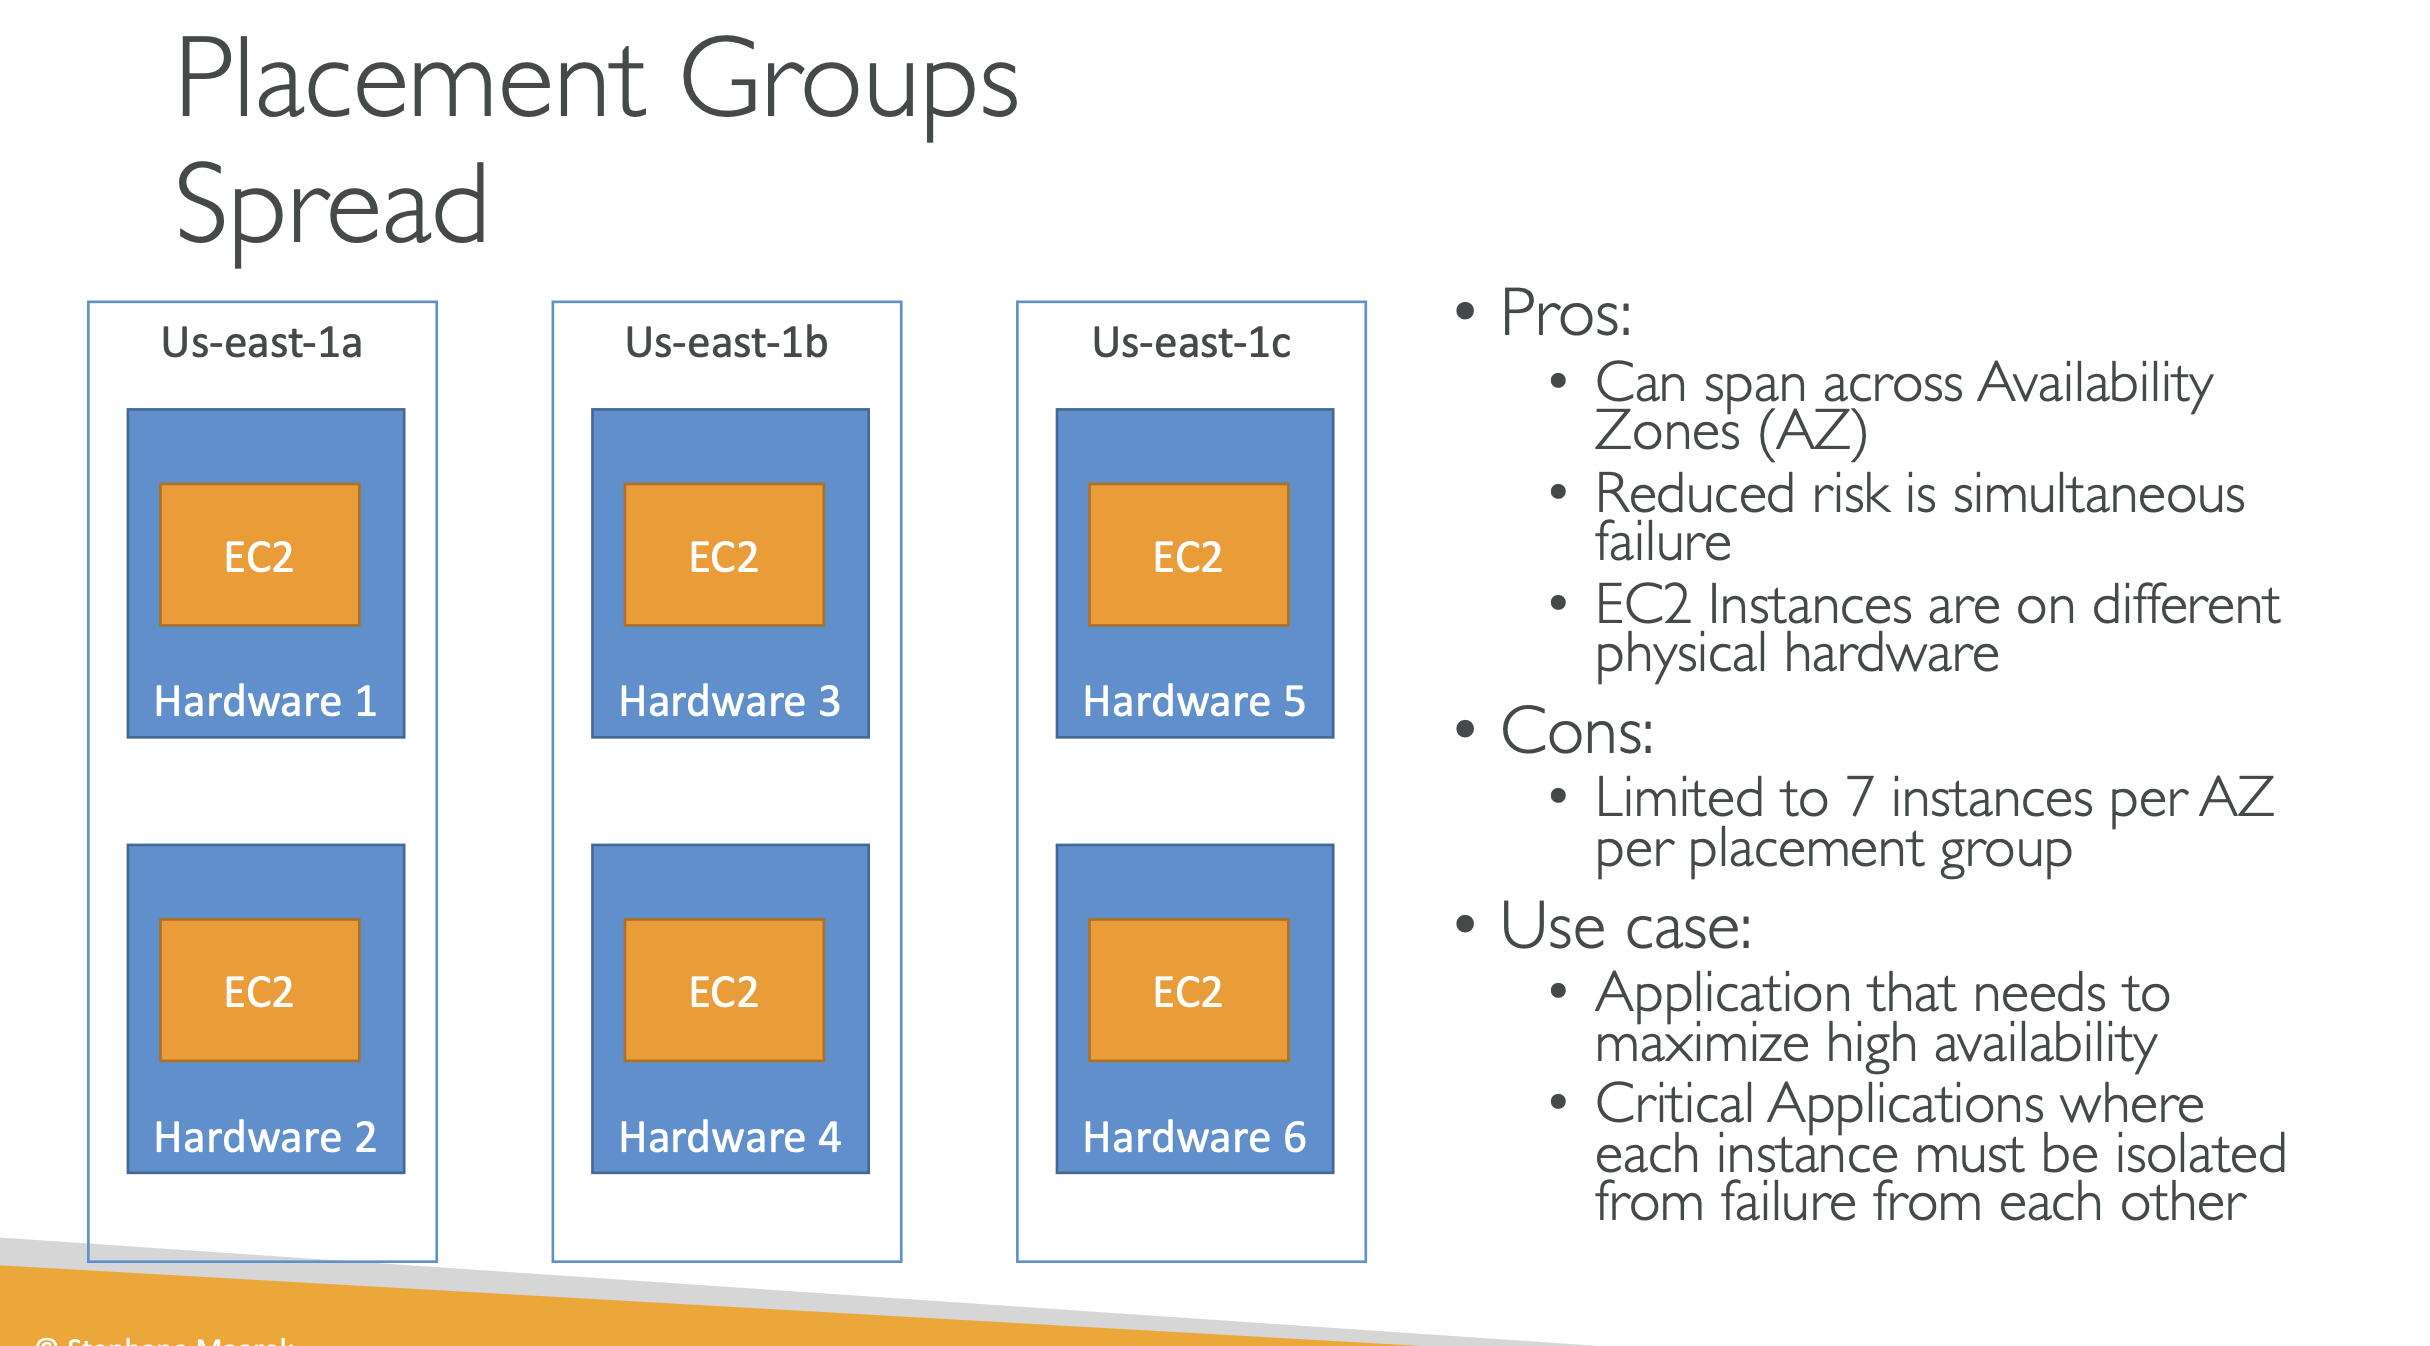 Placement Groups
Spread
Us-east-1a
EC2
Hardware 1
EC2
Hardware 2
Us-east-1b
EC2
Hardware 3
EC2
Hardware 4
Us-east-1c
EC2
Hardware 5
EC2
Hardware 6
• Pros:
• Can span across Availability
Zones (AZ)
• Reduced risk is simultaneous
failure
• EC2 Instances are on different
physical hardware
• Cons:
• Limited to 7 instances per AZ
per placement group
• Use case:
• Application that needs to
maximize high availability
• Critical Applications where
each instance must be isolated
from failure from each other
© Stephane Maarek